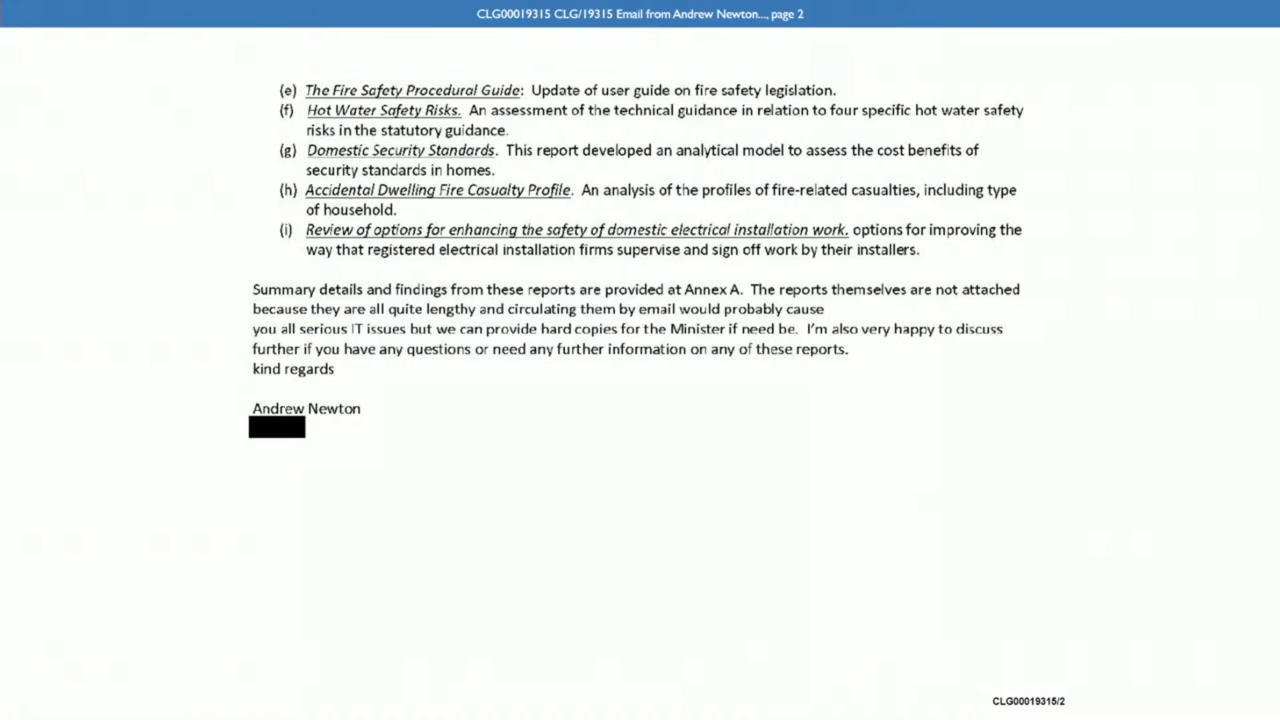 CLG00019315 CLG/19315 Email from Andrew Newton..., page 2
(e) The Fire Safety Procedural Guide: Update of user guide on fire safety legislation.
(f) Hot Water Safety Risks. An assessment of the technical guidance in relation to four specific hot water safety
risks in the statutory guidance.
(g) Domestic Security Standards. This report developed an analytical model to assess the cost benefits of
security standards in homes.
(h) Accidental Dwelling Fire Casualty Profile. An analysis of the profiles of fire-related casualties, including type
of household.
(i) Review of options for enhancing the safety of domestic electrical installation work. options for improving the
way that registered electrical installation firms supervise and sign off work by their installers.
Summary details and findings from these reports are provided at Annex A. The reports themselves are not attached
because they are all quite lengthy and circulating them by email would probably cause
you all serious IT issues but we can provide hard copies for the Minister if need be. I'm also very happy to discuss
further if you have any questions or need any further information on any of these reports.
kind regards
Andrew Newton
CLG00019315/2